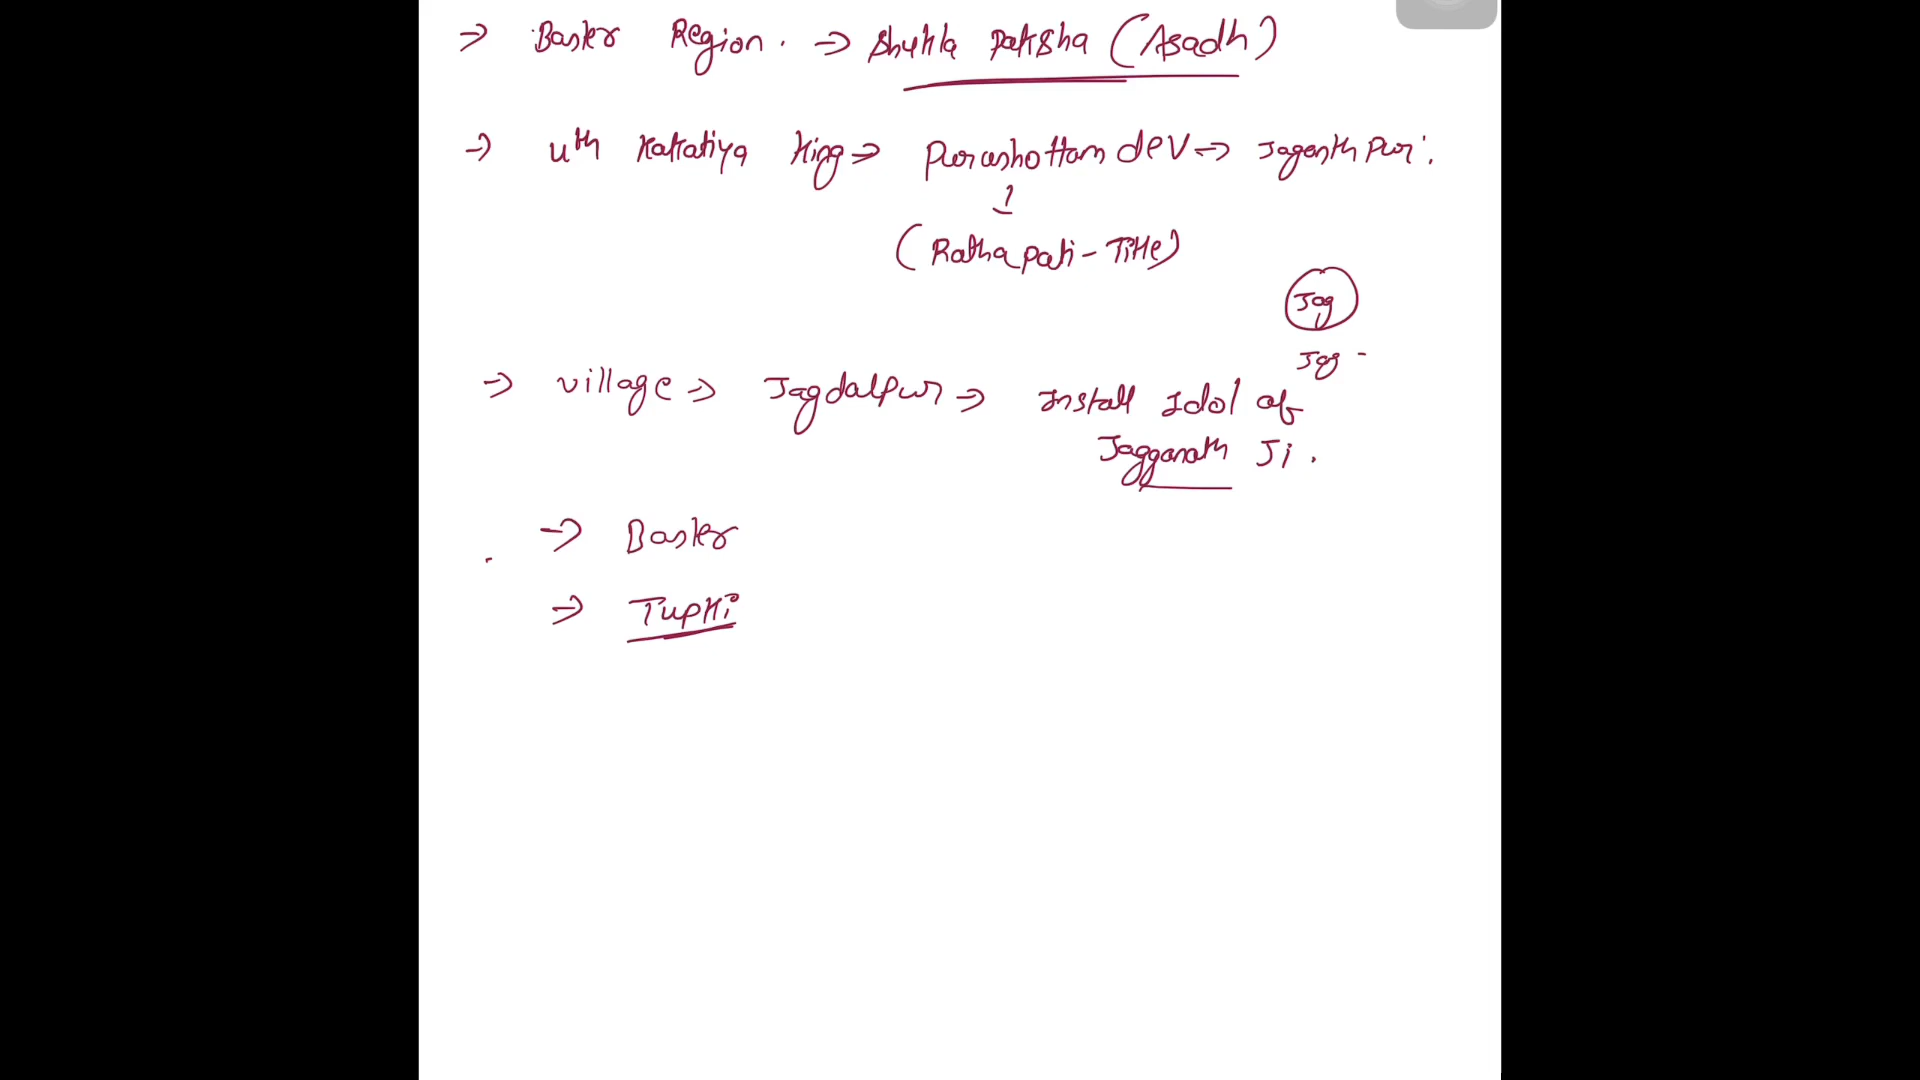 → Baster Region. → Shukla Paksha (Asadh)
→ 4th Kakatiya King → Purushottam dev → Jaganth Puri.
↓
(Rathapati - Title)
Jag
Jag -
→ village → Jagdalpur → Install Idol of
Jagganath Ji.
→ Baster
→ Tupki